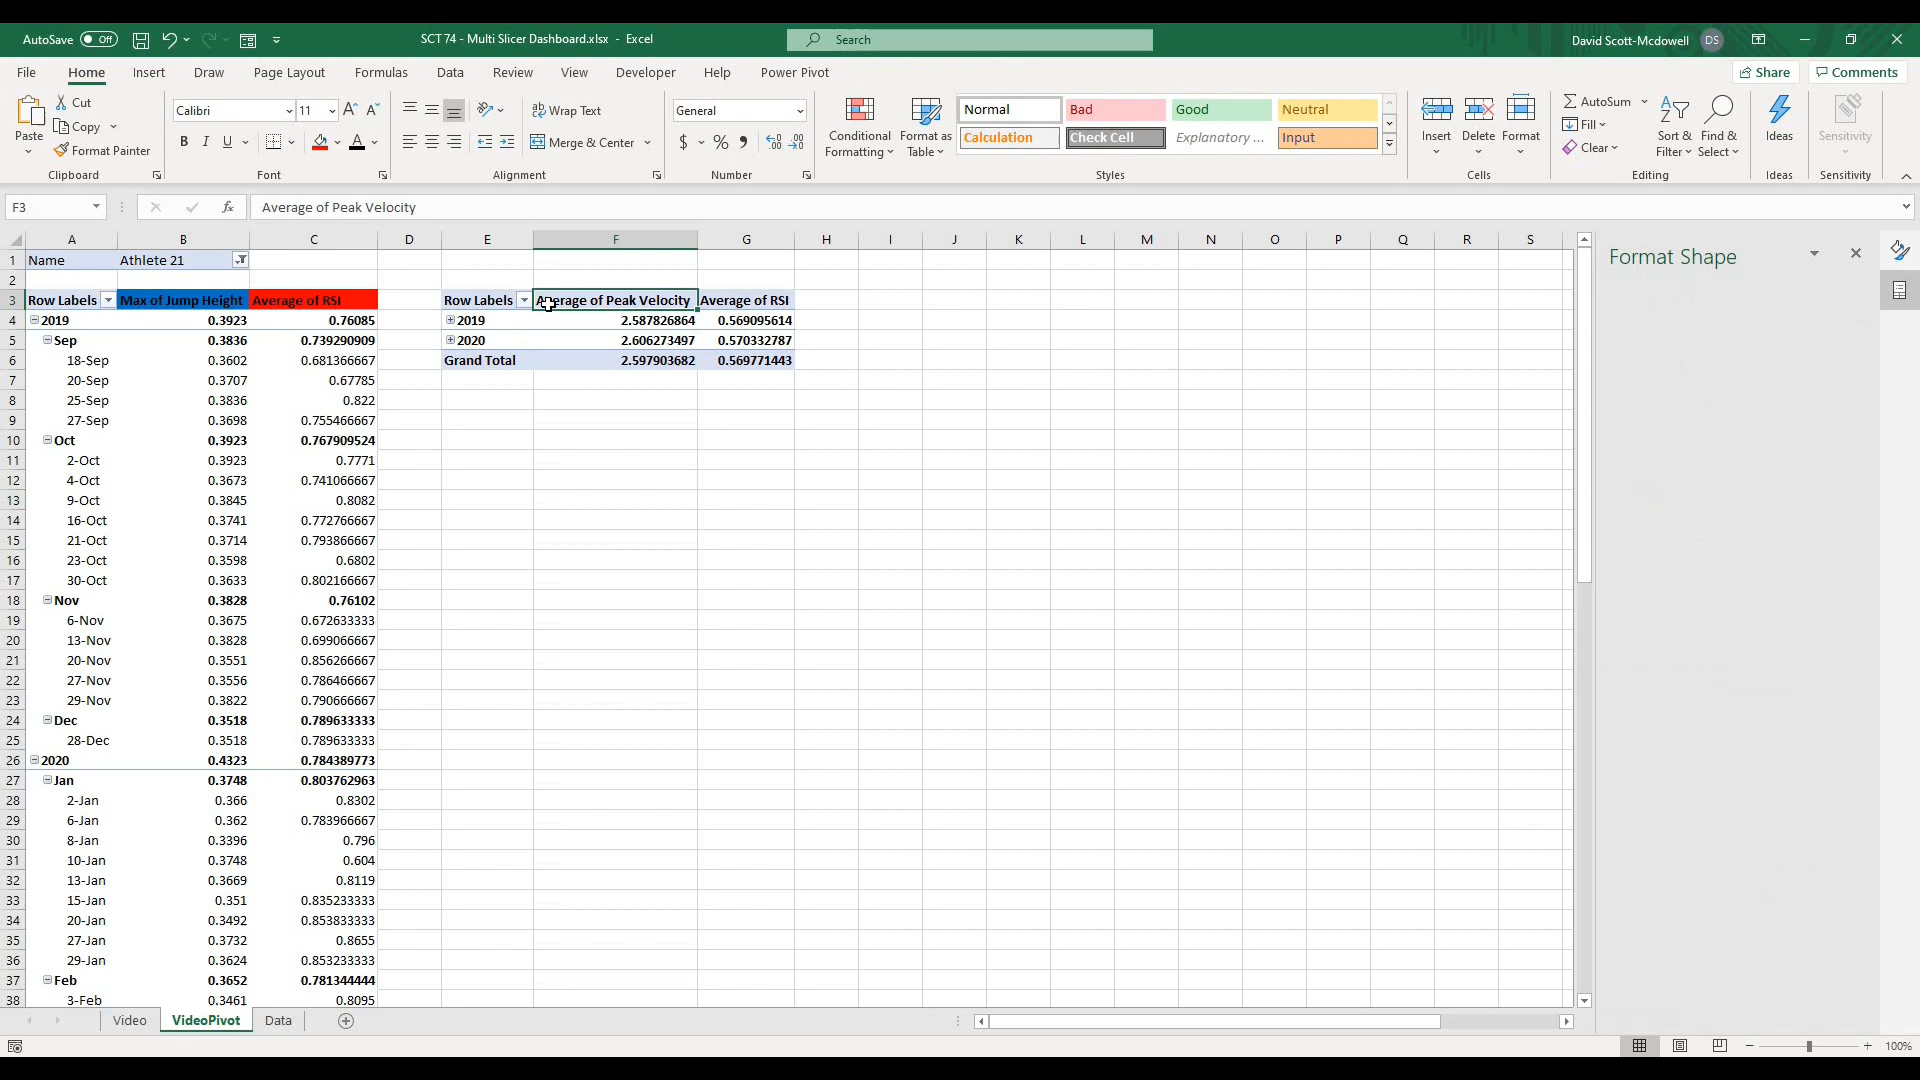 AutoSave Off SCT 74 - Multi Slicer Dashboard.xlsx - Excel Search David Scott-Mcdowell DS
File Home Insert Draw Page Layout Formulas Data Review View Developer Help Power Pivot Share Comments
Paste Cut Copy Format Painter Clipboard
Calibri 11 B I U A Font
Wrap Text Merge & Center Alignment
General $ % Number
Conditional Formatting Format as Table
Normal Bad Good Neutral
Calculation Check Cell Explanatory ... Input
Styles
Insert Delete Format Cells
AutoSum Fill Clear Sort & Filter Find & Select Editing
Ideas Ideas
Sensitivity Sensitivity
F3 fx Average of Peak Velocity
A B C D E F G H I J K L M N O P Q R S
1 Name Athlete 21
2
3 Row Labels Max of Jump Height Average of RSI Row Labels Average of Peak Velocity Average of RSI
4 2019 0.3923 0.76085 2019 2.587826864 0.569095614
5 Sep 0.3836 0.739290909 2020 2.606273497 0.570332787
6 18-Sep 0.3602 0.681366667 Grand Total 2.597903682 0.569771443
7 20-Sep 0.3707 0.67785
8 25-Sep 0.3836 0.822
9 27-Sep 0.3698 0.755466667
10 Oct 0.3923 0.767909524
11 2-Oct 0.3923 0.7771
12 4-Oct 0.3673 0.741066667
13 9-Oct 0.3845 0.8082
14 16-Oct 0.3741 0.772766667
15 21-Oct 0.3714 0.793866667
16 23-Oct 0.3598 0.6802
17 30-Oct 0.3633 0.802166667
18 Nov 0.3828 0.76102
19 6-Nov 0.3675 0.672633333
20 13-Nov 0.3828 0.699066667
21 20-Nov 0.3551 0.856266667
22 27-Nov 0.3556 0.786466667
23 29-Nov 0.3822 0.790666667
24 Dec 0.3518 0.789633333
25 28-Dec 0.3518 0.789633333
26 2020 0.4323 0.784389773
27 Jan 0.3748 0.803762963
28 2-Jan 0.366 0.8302
29 6-Jan 0.362 0.783966667
30 8-Jan 0.3396 0.796
31 10-Jan 0.3748 0.604
32 13-Jan 0.3669 0.8119
33 15-Jan 0.351 0.835233333
34 20-Jan 0.3492 0.853833333
35 27-Jan 0.3732 0.8655
36 29-Jan 0.3624 0.853233333
37 Feb 0.3652 0.781344444
38 3-Feb 0.3461 0.8095
Format Shape
Video VideoPivot Data
100%